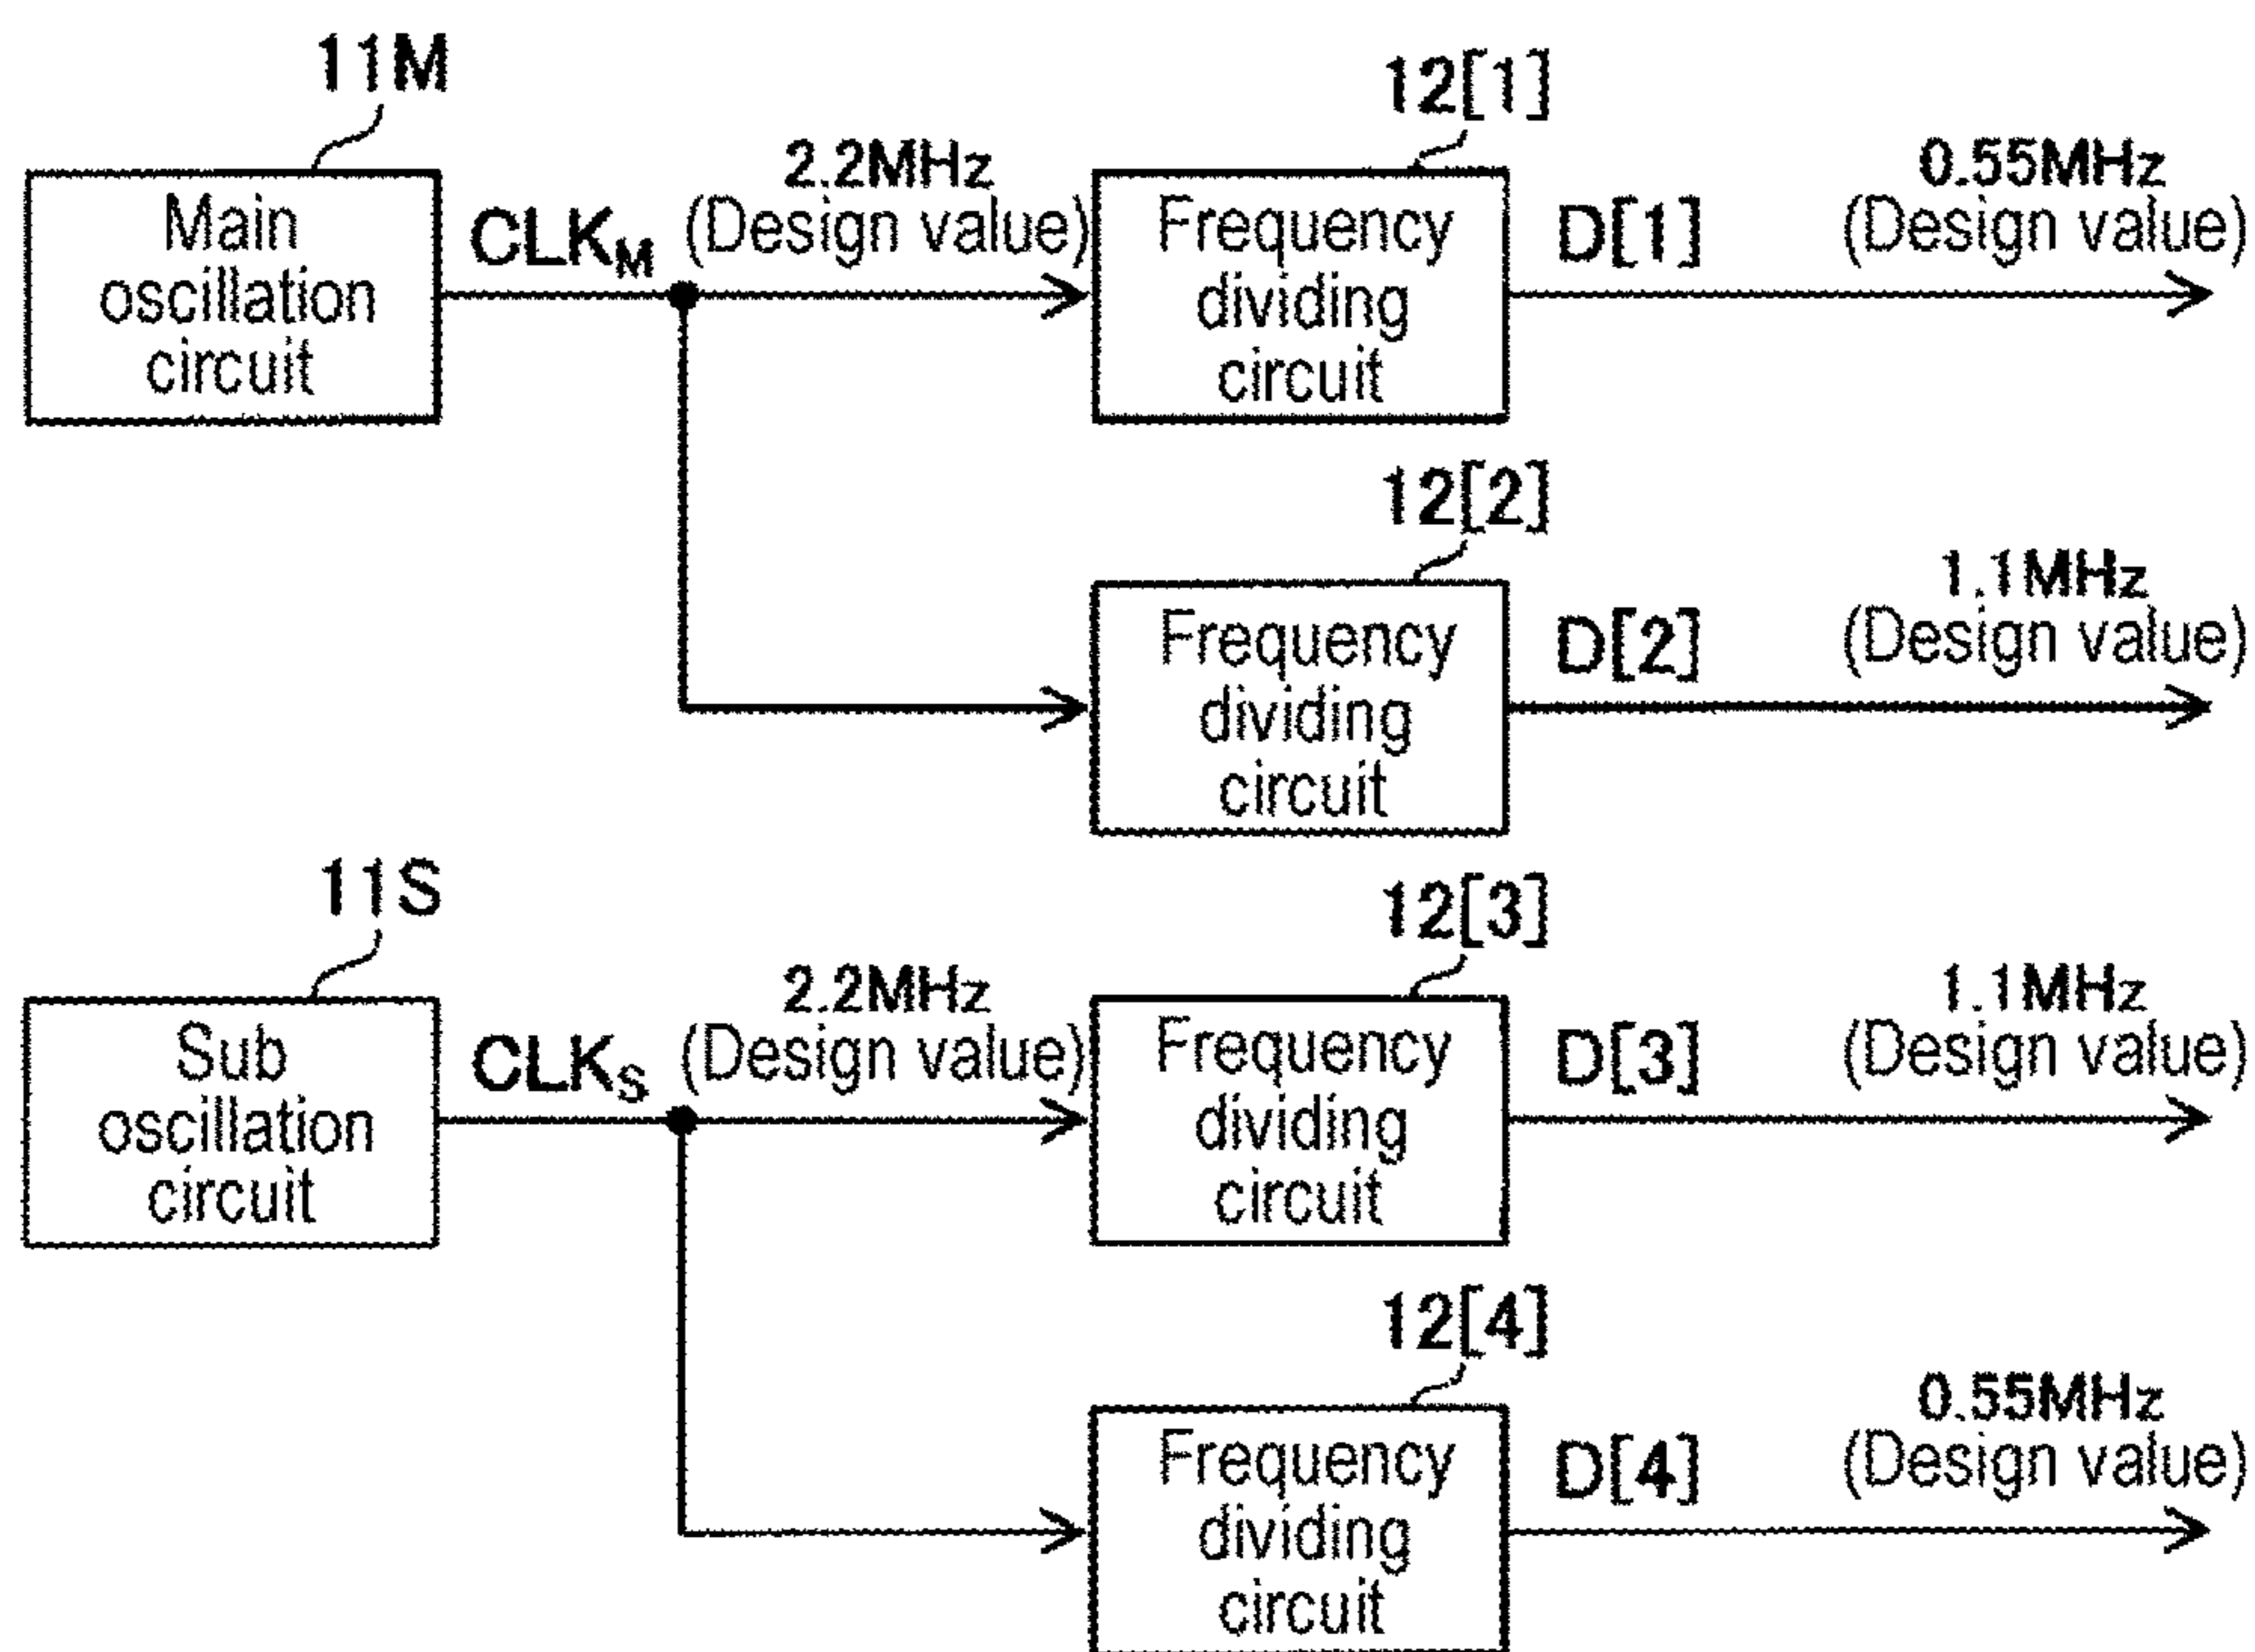 11M
12[1]
Main
oscillation
circuit
CLKM
2.2MHz
(Design value)
Frequency
dividing
circuit
D[1]
0.55MHz
(Design value)
12[2]
Frequency
dividing
circuit
D[2]
1.1MHz
(Design value)
11S
12[3]
Sub
oscillation
circuit
CLKS
2.2MHz
(Design value)
Frequency
dividing
circuit
D[3]
1.1MHz
(Design value)
12[4]
Frequency
dividing
circuit
D[4]
0.55MHz
(Design value)